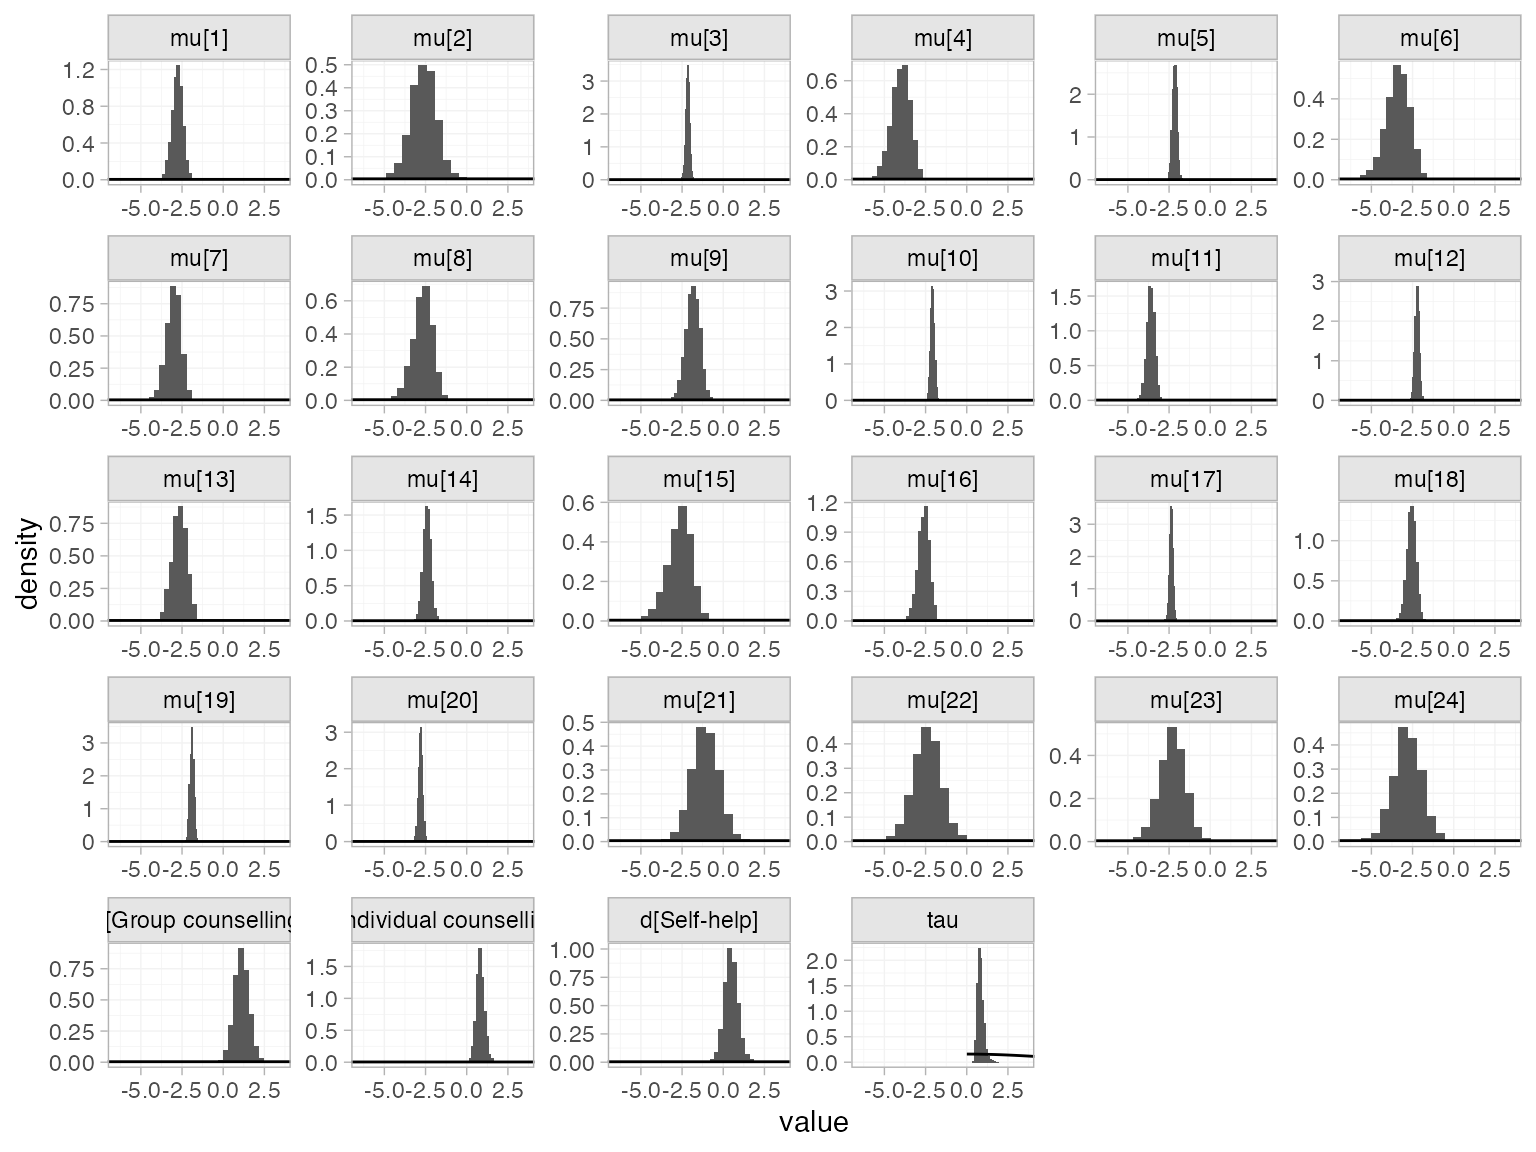 mu[1] mu[2] mu[3] mu[4] mu[5] mu[6]
1.2 0.8 0.4 0.0
0.5 0.4 0.3 0.2 0.1 0.0
3 2 1 0
0.6 0.4 0.2 0.0
2 1 0
0.4 0.2 0.0
-5.0 -2.5 0.0 2.5 -5.0 -2.5 0.0 2.5 -5.0 -2.5 0.0 2.5 -5.0 -2.5 0.0 2.5 -5.0 -2.5 0.0 2.5 -5.0 -2.5 0.0 2.5
mu[7] mu[8] mu[9] mu[10] mu[11] mu[12]
0.75 0.50 0.25 0.00
0.6 0.4 0.2 0.0
0.75 0.50 0.25 0.00
3 2 1 0
1.5 1.0 0.5 0.0
3 2 1 0
-5.0 -2.5 0.0 2.5 -5.0 -2.5 0.0 2.5 -5.0 -2.5 0.0 2.5 -5.0 -2.5 0.0 2.5 -5.0 -2.5 0.0 2.5 -5.0 -2.5 0.0 2.5
mu[13] mu[14] mu[15] mu[16] mu[17] mu[18]
0.75 0.50 0.25 0.00
1.5 1.0 0.5 0.0
0.6 0.4 0.2 0.0
1.2 0.9 0.6 0.3 0.0
3 2 1 0
1.0 0.5 0.0
-5.0 -2.5 0.0 2.5 -5.0 -2.5 0.0 2.5 -5.0 -2.5 0.0 2.5 -5.0 -2.5 0.0 2.5 -5.0 -2.5 0.0 2.5 -5.0 -2.5 0.0 2.5
density
mu[19] mu[20] mu[21] mu[22] mu[23] mu[24]
3 2 1 0
3 2 1 0
0.5 0.4 0.3 0.2 0.1 0.0
0.4 0.3 0.2 0.1 0.0
0.4 0.2 0.0
0.4 0.3 0.2 0.1 0.0
-5.0 -2.5 0.0 2.5 -5.0 -2.5 0.0 2.5 -5.0 -2.5 0.0 2.5 -5.0 -2.5 0.0 2.5 -5.0 -2.5 0.0 2.5 -5.0 -2.5 0.0 2.5
[Group counselling ndividual counselli d[Self-help] tau
0.75 0.50 0.25 0.00
1.5 1.0 0.5 0.0
1.00 0.75 0.50 0.25 0.00
2.0 1.5 1.0 0.5 0.0
-5.0 -2.5 0.0 2.5 -5.0 -2.5 0.0 2.5 -5.0 -2.5 0.0 2.5 -5.0 -2.5 0.0 2.5
value